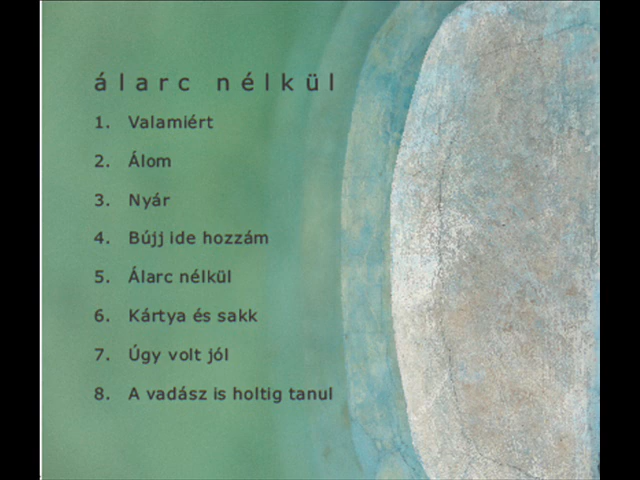 álarc nélkül
1. Valamiért
2. Álom
3. Nyár
4. Bújj ide hozzám
5. Álarc nélkül
6. Kártya és sakk
7. Úgy volt jól
8. A vadász is holtig tanul